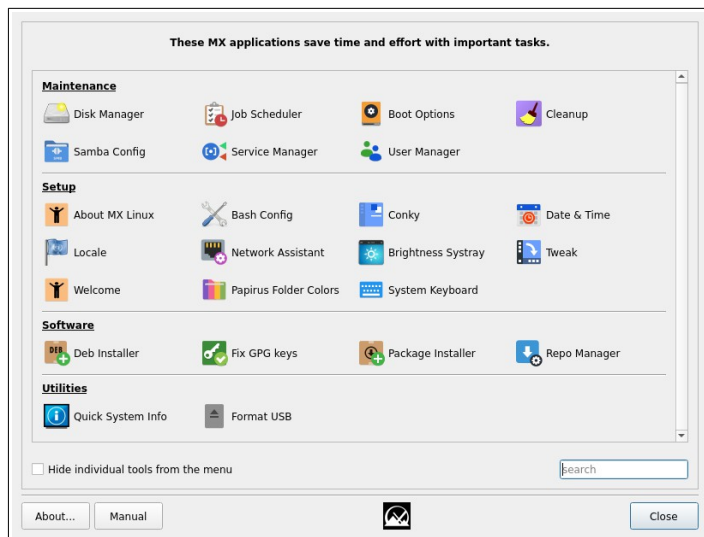 These MX applications save time and effort with important tasks.
Maintenance
Disk Manager Job Scheduler Boot Options Cleanup
Samba Config Service Manager User Manager
Setup
About MX Linux Bash Config Conky Date & Time
Locale Network Assistant Brightness Systray Tweak
Welcome Papirus Folder Colors System Keyboard
Software
DEB Deb Installer Fix GPG keys Package Installer Repo Manager
Utilities
Quick System Info Format USB
Hide individual tools from the menu search
About... Manual Close